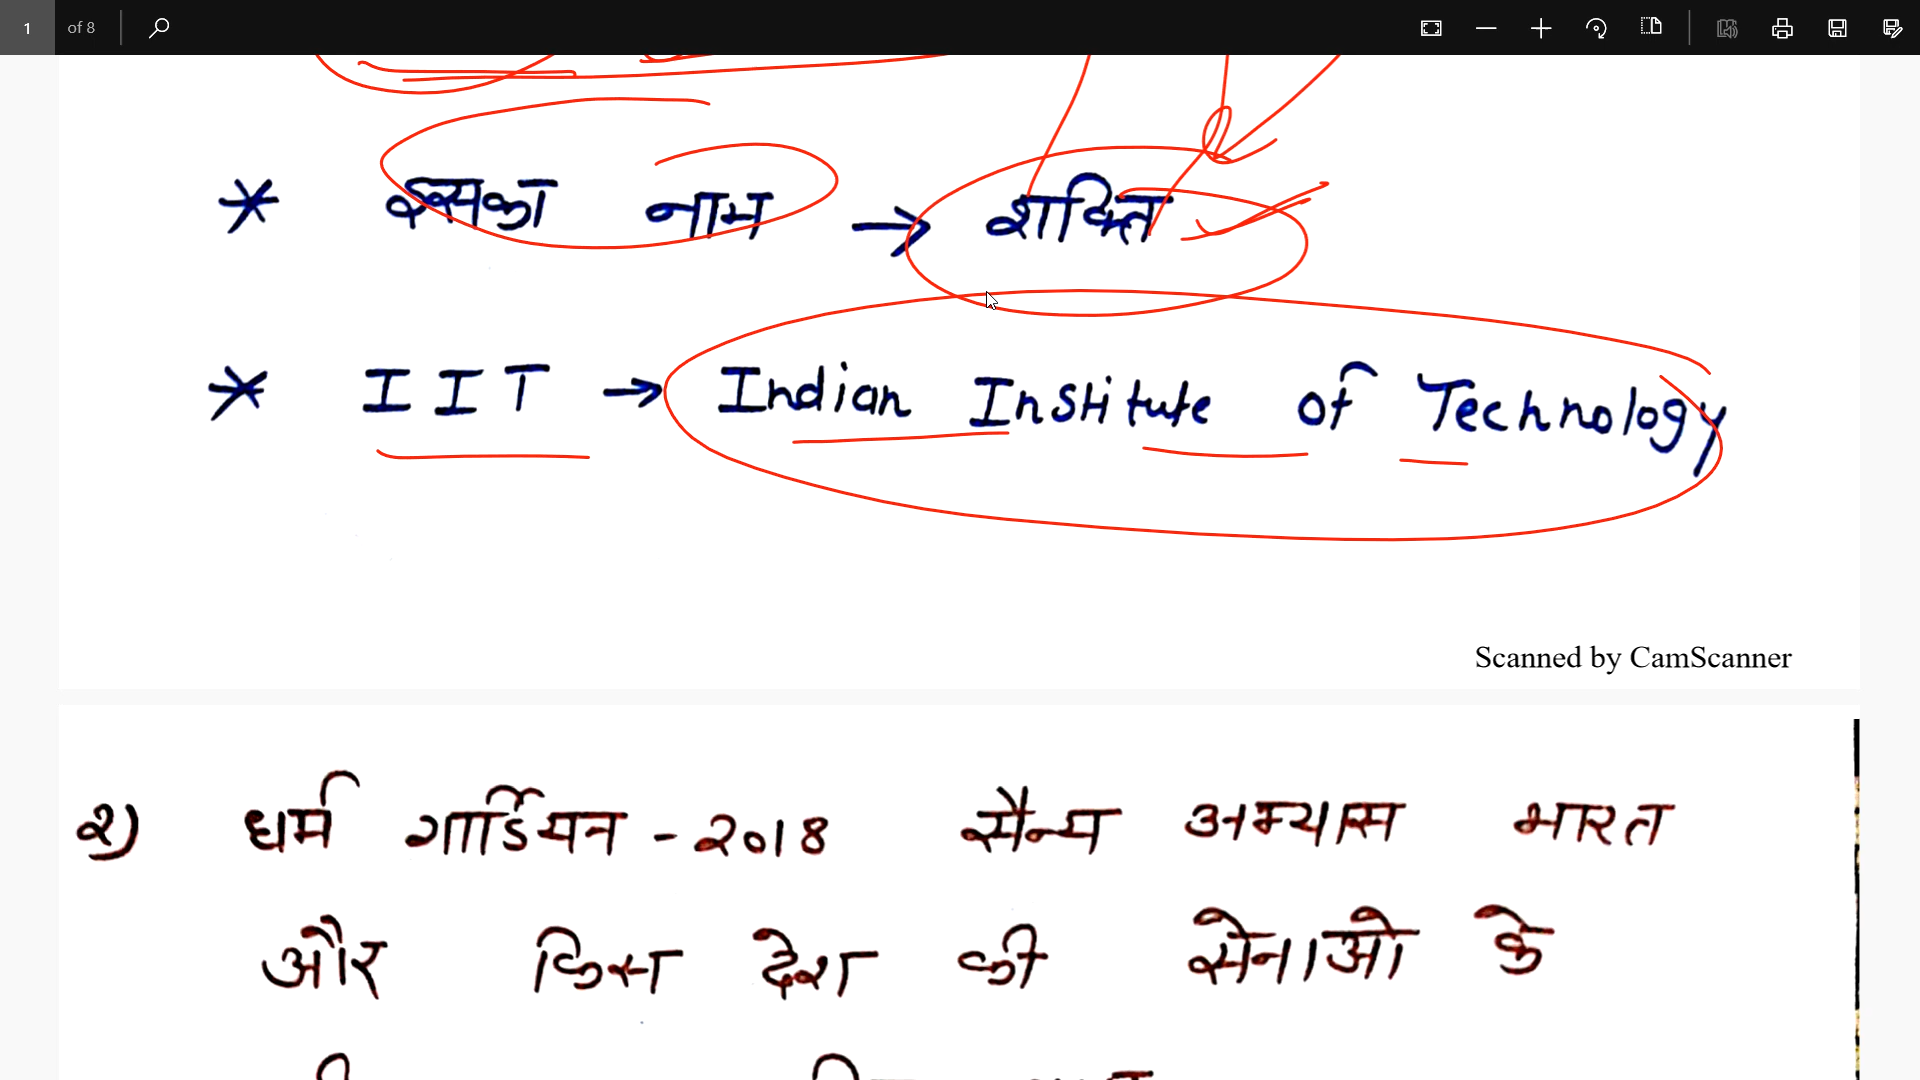 1 of 8
* इसका नाम → शक्ति
* IIT → Indian Institute of Technology
Scanned by CamScanner
२) धर्म गार्डियन - 2018 सैन्य अभ्यास भारत
और किस देश की सेनाओ के